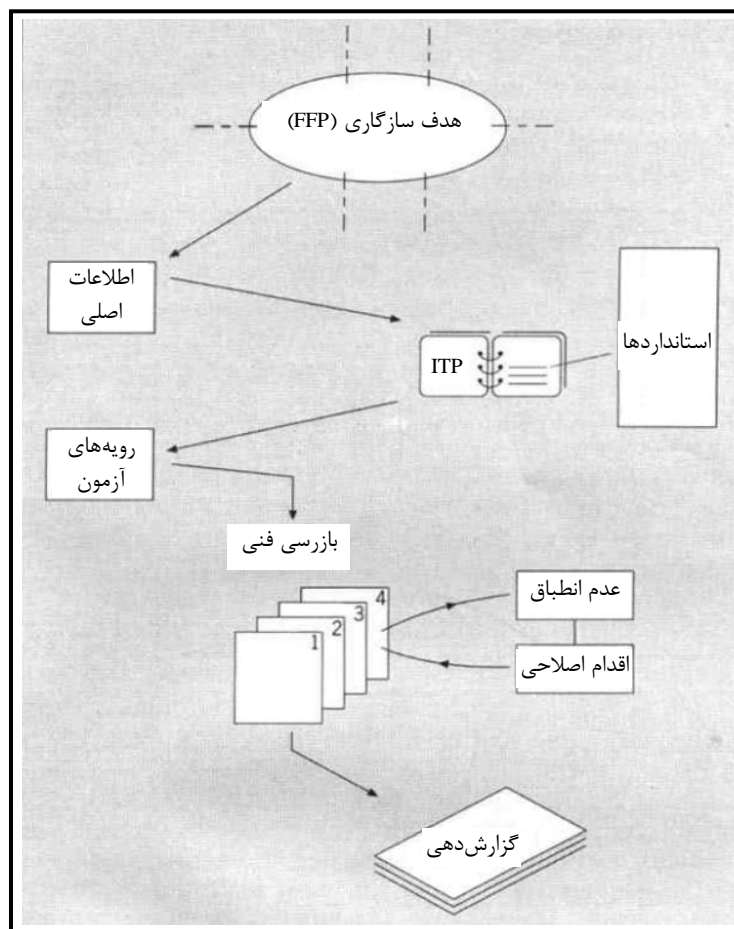 هدف سازگاری (FFP)
اطلاعات
اصلی
استانداردها
ITP
رویه‌های
آزمون
بازرسی فنی
4
3
2
1
عدم انطباق
اقدام اصلاحی
گزارش‌دهی